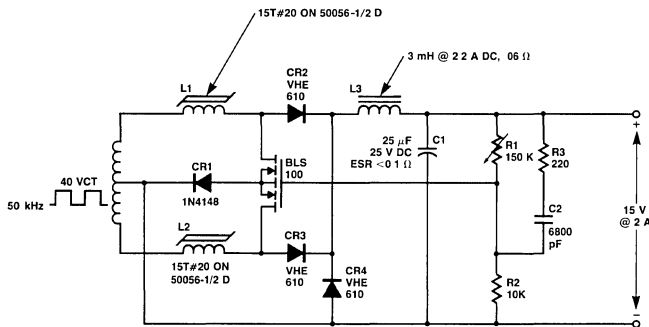 15T#20 ON 50056-1/2 D
3 mH @ 2 2 A DC, 06 Ω
L1
CR2
VHE
610
L3
40 VCT
50 kHz
CR1
1N4148
BLS
100
25 μF
25 V DC
ESR <0 1 Ω
C1
R1
150 K
R3
220
L2
15T#20 ON
50056-1/2 D
CR3
VHE
610
CR4
VHE
610
C2
6800
pF
R2
10K
+
15 V
@ 2 A
−